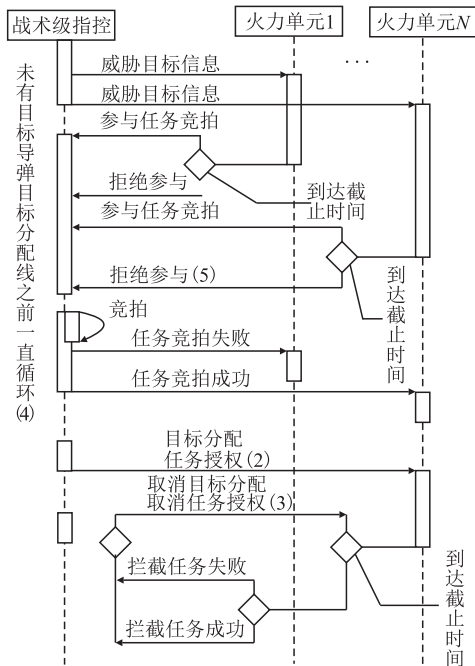 战术级指控
火力单元1
火力单元N
...
威胁目标信息
威胁目标信息
参与任务竞拍
拒绝参与
到达截
止时间
参与任务竞拍
拒绝参与(5)
到达截止时间
未有目标导弹目标分配线之前一直循环(4)
竞拍
任务竞拍失败
任务竞拍成功
目标分配
任务授权(2)
取消目标分配
取消任务授权(3)
拦截任务失败
拦截任务成功
到达截止时间